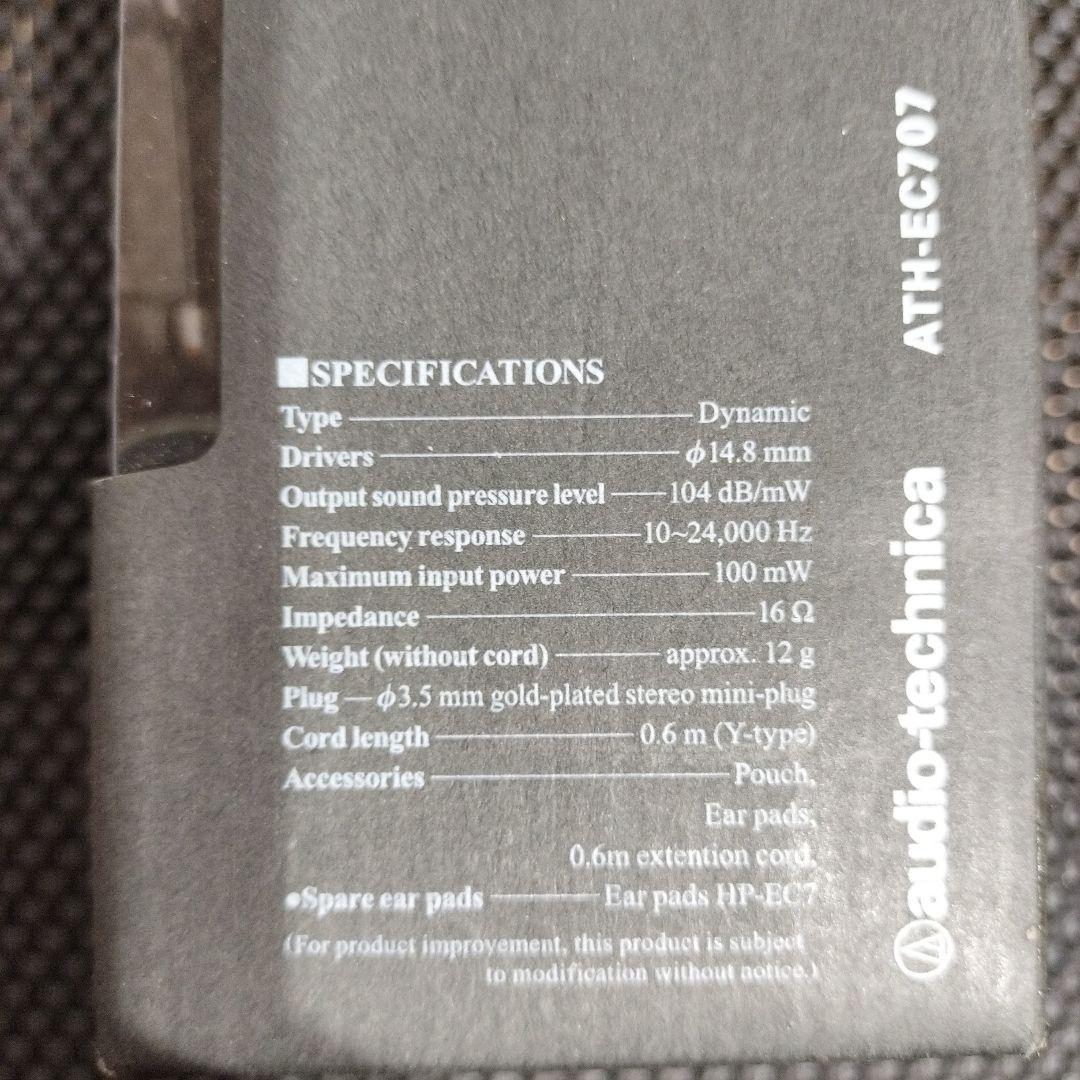 ■SPECIFICATIONS
Type Dynamic
Drivers ϕ14.8 mm
Output sound pressure level 104 dB/mW
Frequency response 10~24,000 Hz
Maximum input power 100 mW
Impedance 16 Ω
Weight (without cord) approx. 12 g
Plug ϕ3.5 mm gold-plated stereo mini-plug
Cord length 0.6 m (Y-type)
Accessories Pouch,
Ear pads,
0.6m extention cord,
●Spare ear pads Ear pads HP-EC7
(For product improvement, this product is subject
to modification without notice.)
audio-technica ATH-EC707